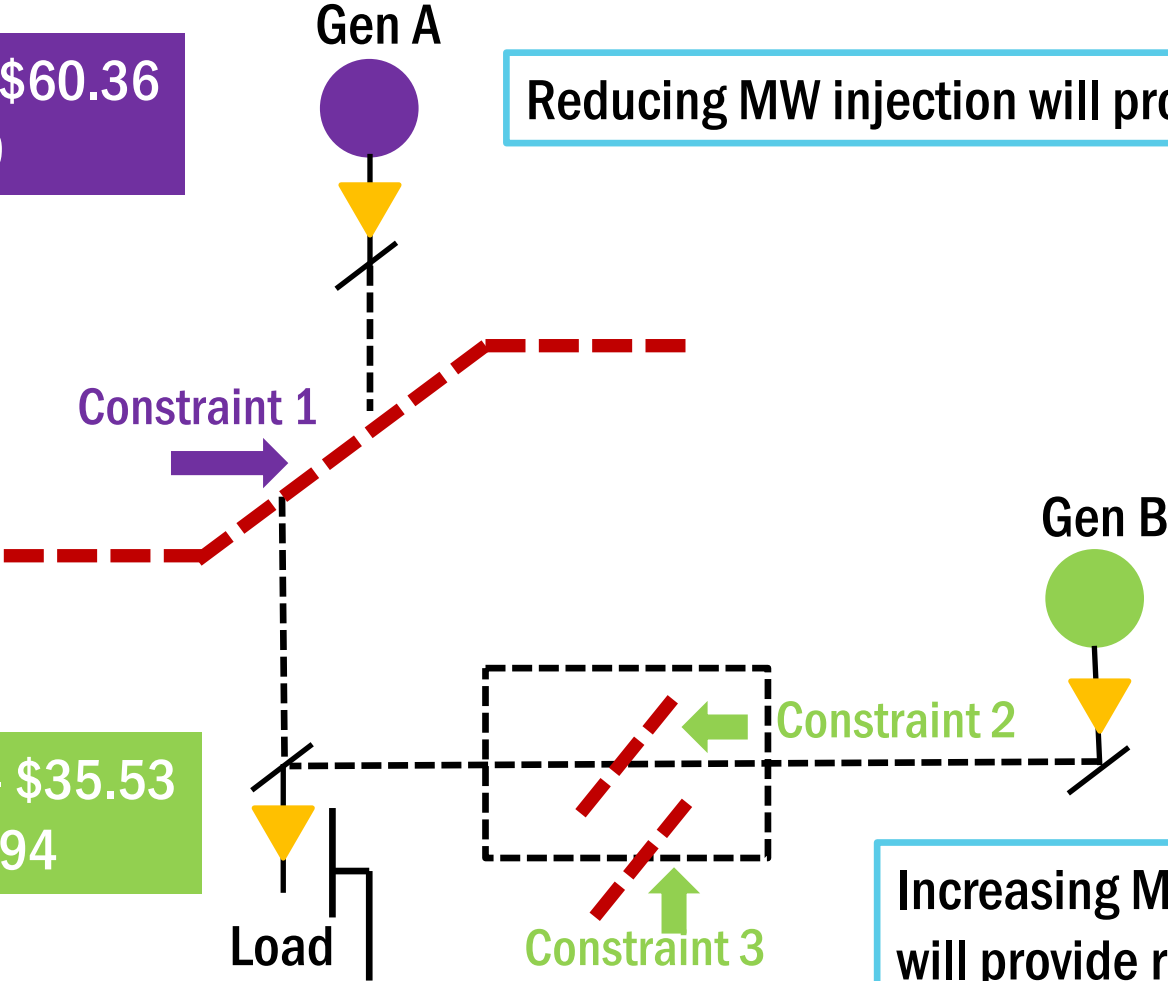 Gen A
$60.36
Reducing MW injection will
Constraint 1
Gen B
Constraint 2
$35.53
94
Increasing
Load
Constraint 3
will provide